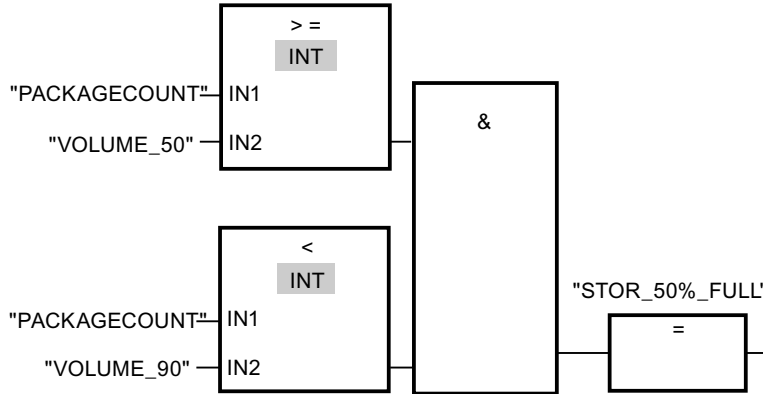 > =
INT
"PACKAGECOUNT" IN1
"VOLUME_50" IN2
&
<
INT
"STOR_50%_FULL"
"PACKAGECOUNT" IN1
=
"VOLUME_90" IN2